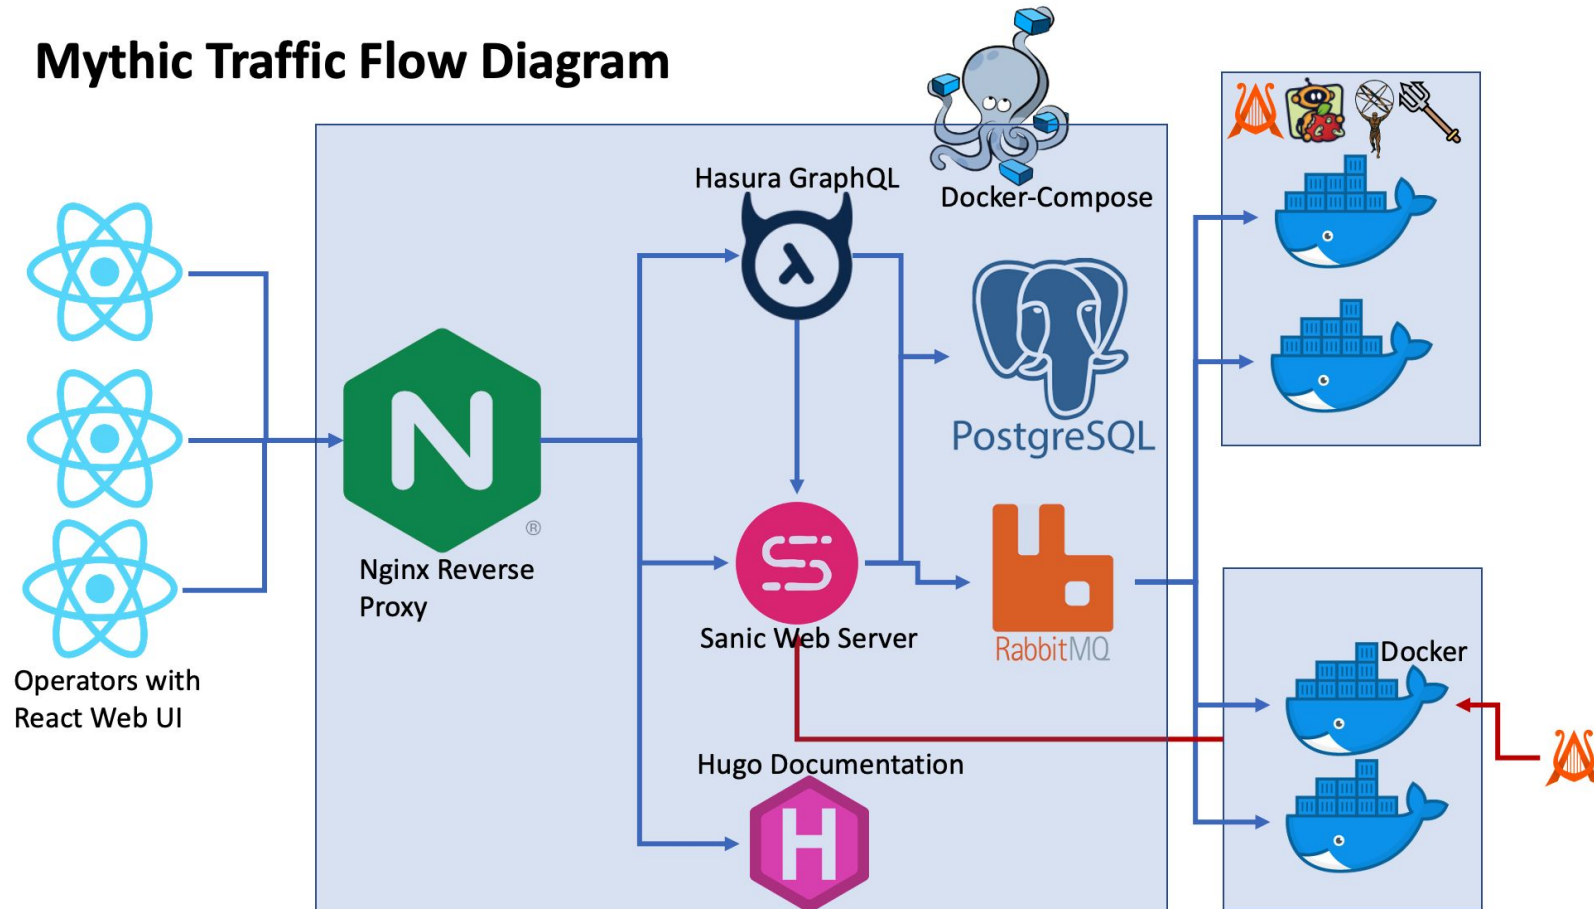 Mythic Traffic Flow Diagram
Hasura GraphQL
Docker-Compose
PostgreSQL
N
®
Nginx Reverse
Proxy
Sanic Web Server
RabbitMQ
Docker
Operators with
React Web UI
Hugo Documentation
H